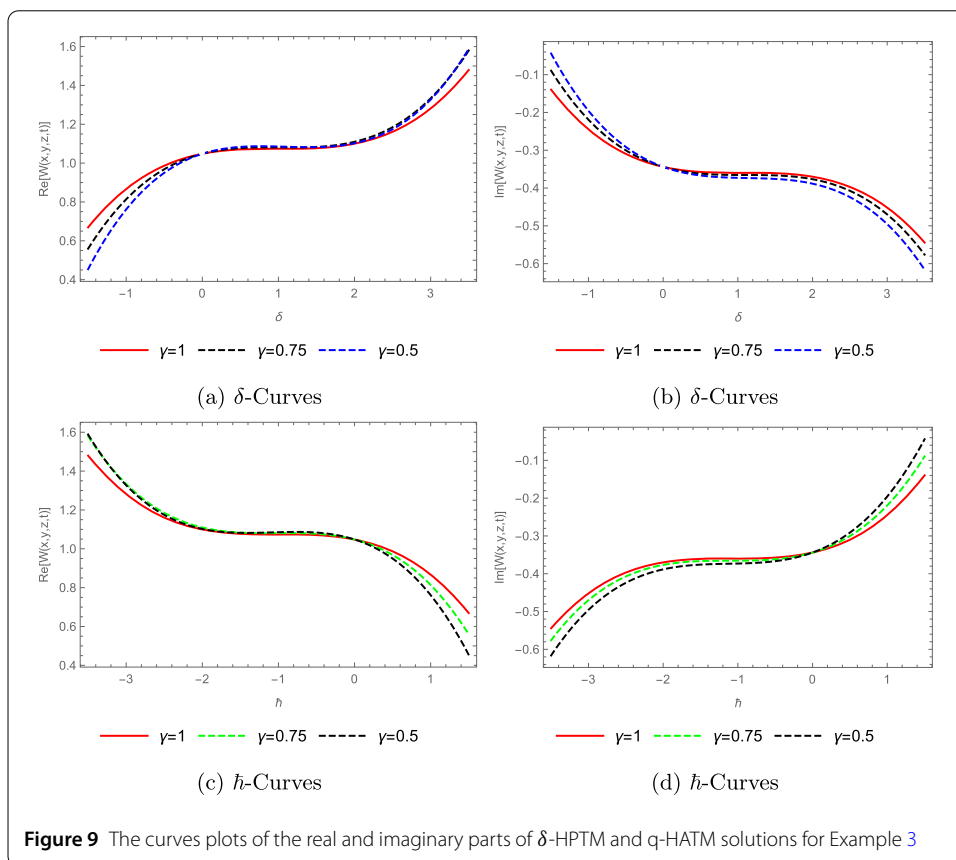 1.6
1.4
1.2
1.0
0.8
0.6
0.4
Re[W(x,y,z,t)]
−1 0 1 2 3
δ
γ=1 γ=0.75 γ=0.5
(a) δ-Curves
−0.1
−0.2
−0.3
−0.4
−0.5
−0.6
Im[W(x,y,z,t)]
−1 0 1 2 3
δ
γ=1 γ=0.75 γ=0.5
(b) δ-Curves
1.6
1.4
1.2
1.0
0.8
0.6
0.4
Re[W(x,y,z,t)]
−3 −2 −1 0 1
ħ
γ=1 γ=0.75 γ=0.5
(c) ħ-Curves
−0.1
−0.2
−0.3
−0.4
−0.5
−0.6
Im[W(x,y,z,t)]
−3 −2 −1 0 1
ħ
γ=1 γ=0.75 γ=0.5
(d) ħ-Curves
Figure 9 The curves plots of the real and imaginary parts of δ-HPTM and q-HATM solutions for Example 3